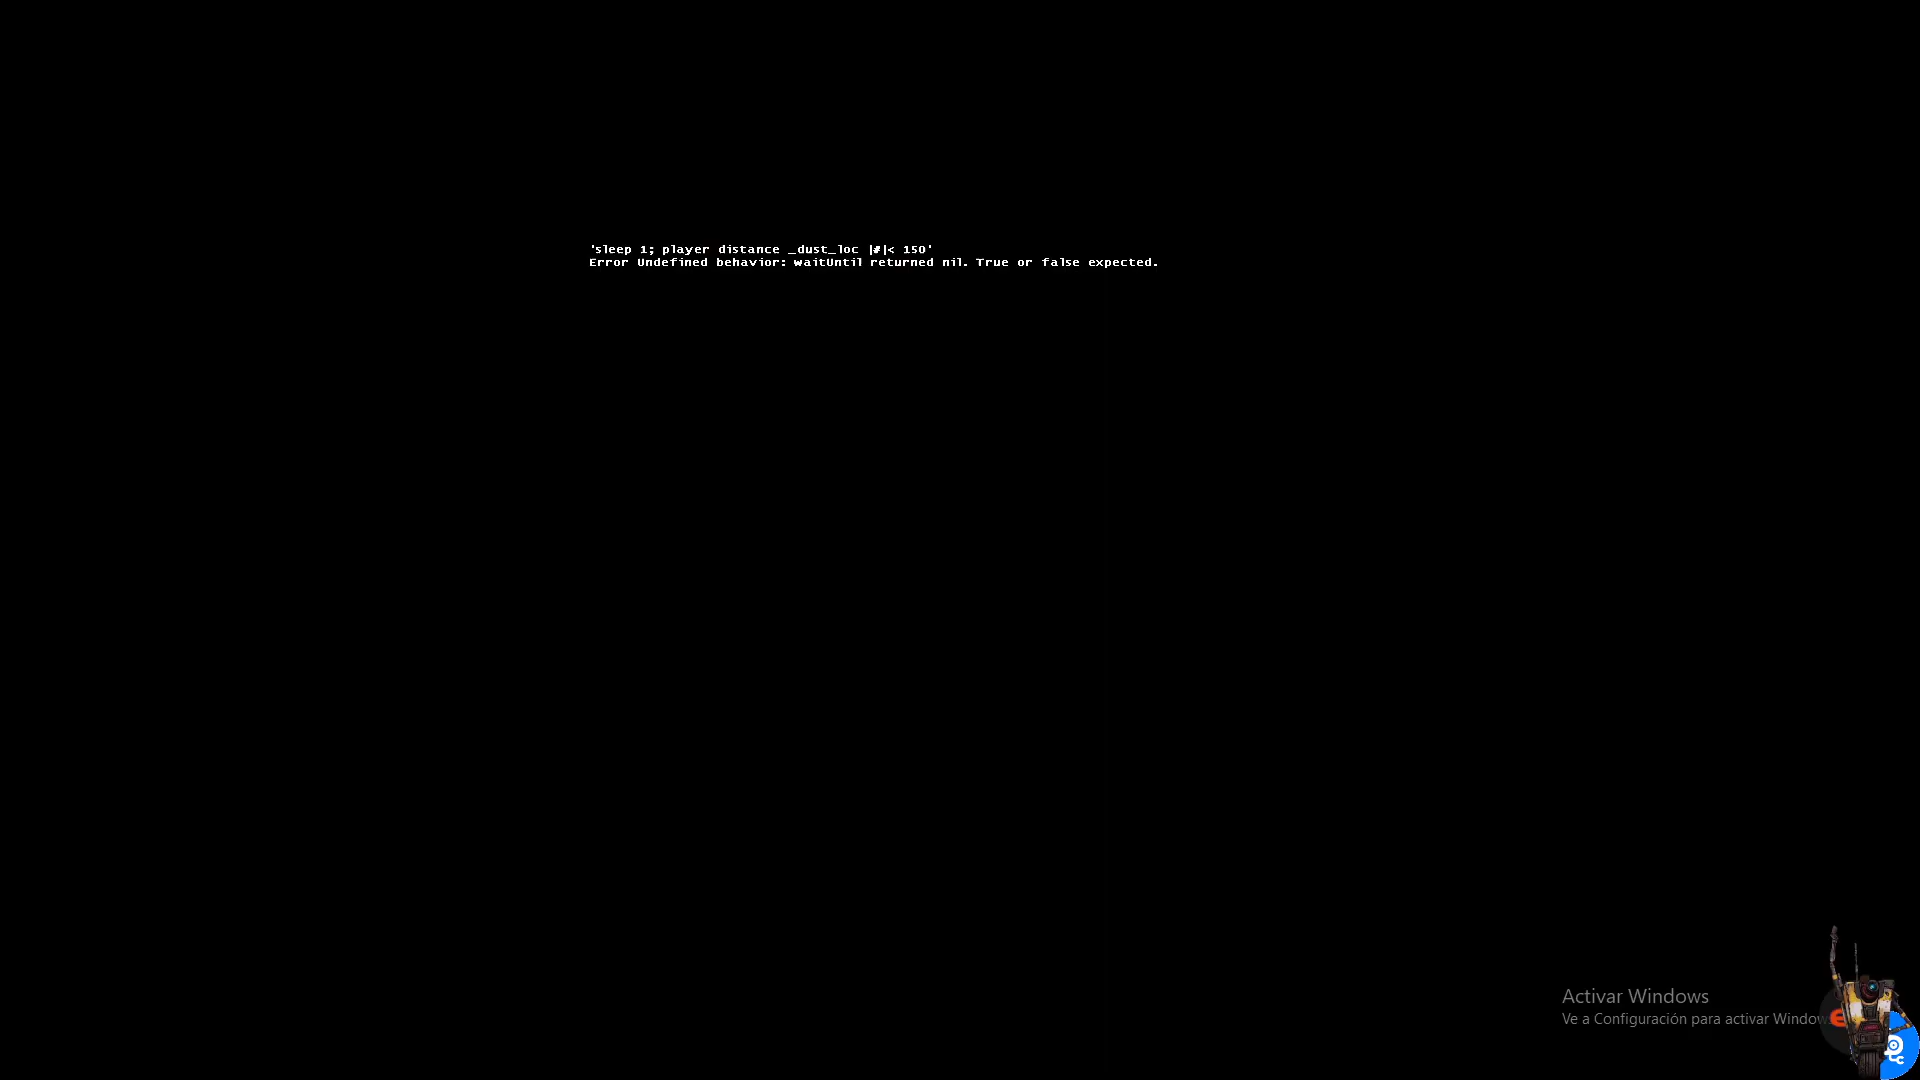 'sleep 1; player distance _dust_loc |#|< 150'
Error Undefined behavior: waitUntil returned nil. True or false expected.
Activar Windows
Ve a Configuración para activar Window